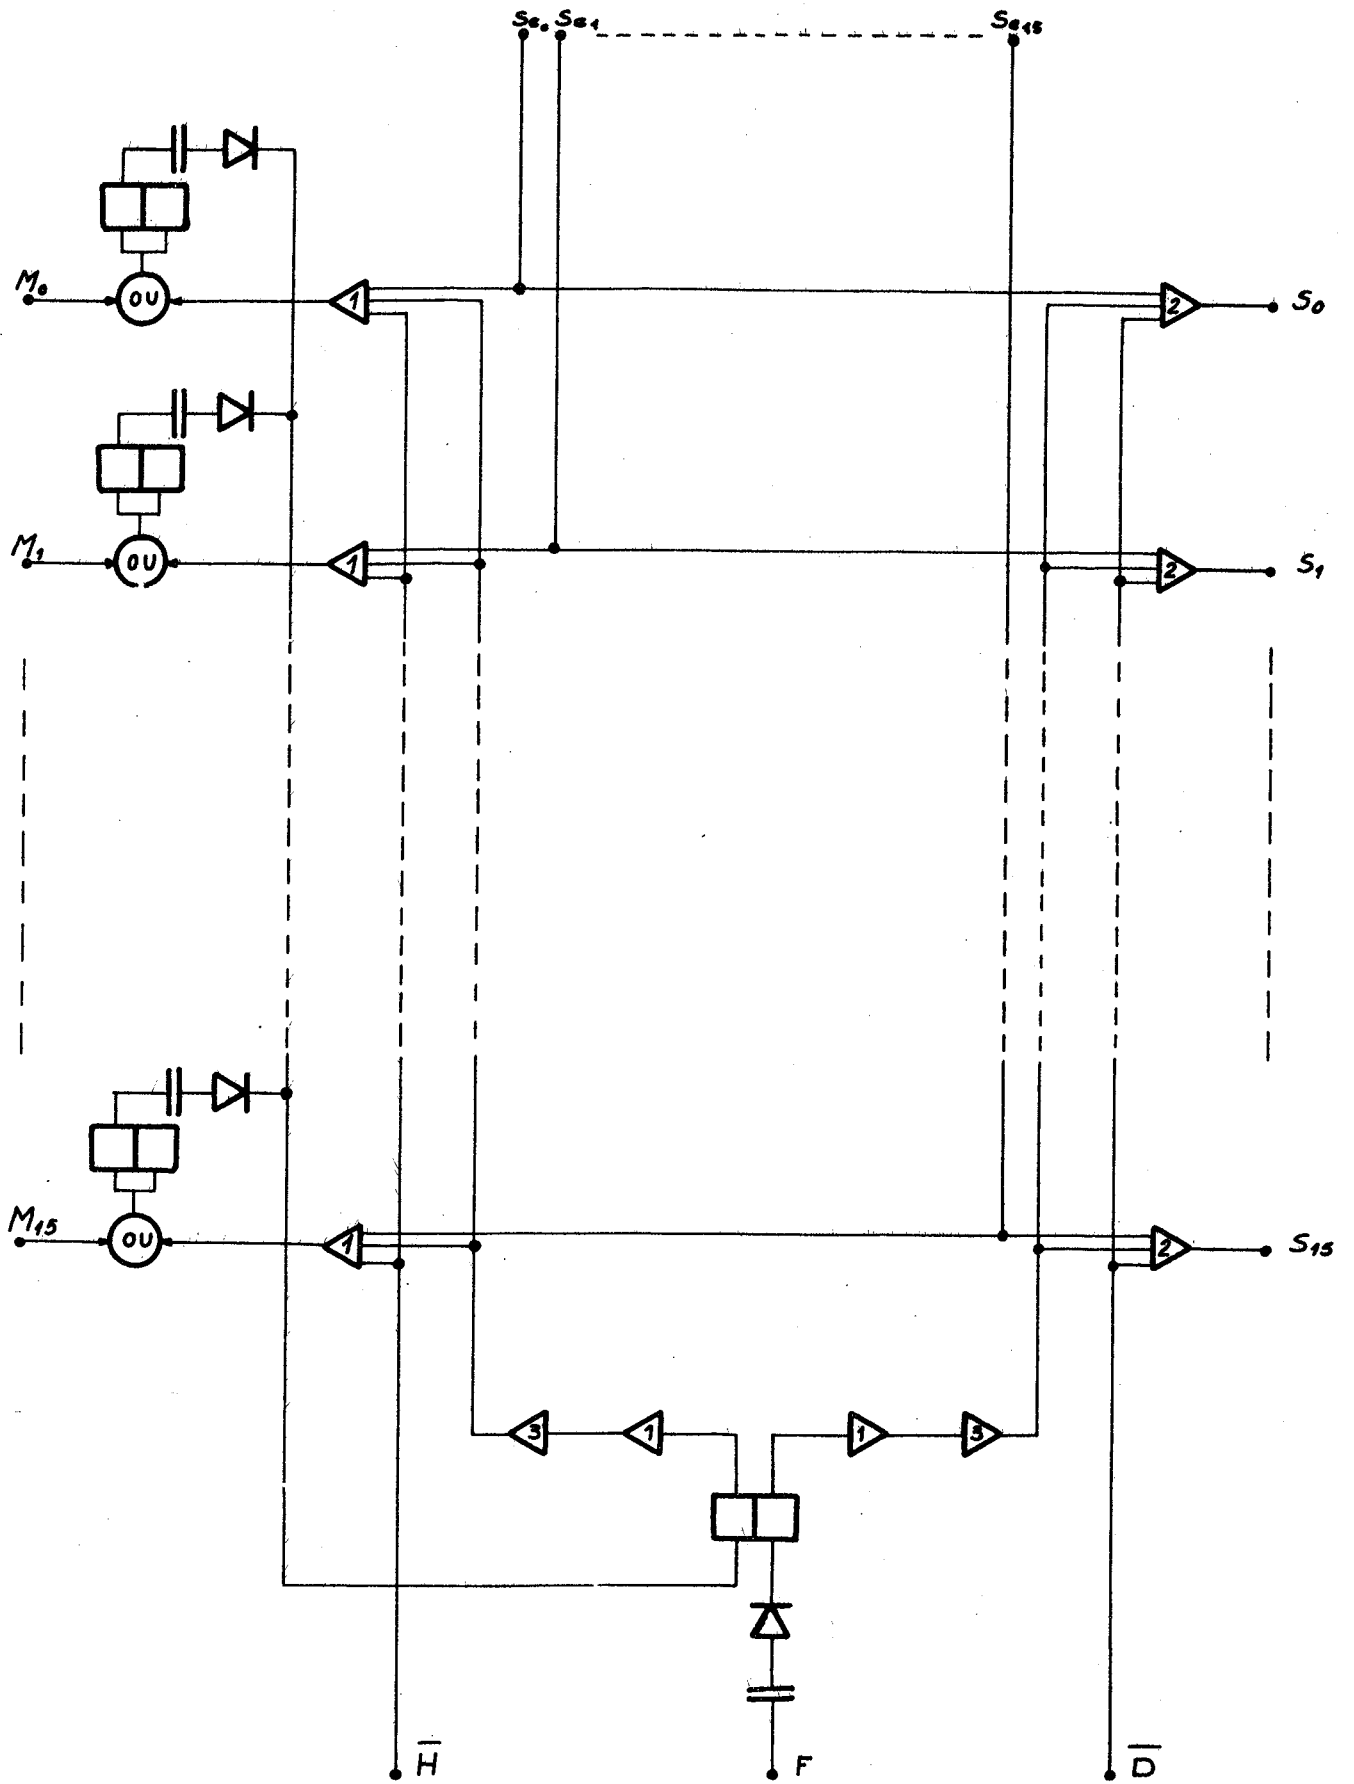 Se₀ Se₁ Se₁₅
M₀ OU 1 2 S₀
M₁ OU 1 2 S₁
M₁₅ OU 1 2 S₁₅
3 1 1 3
H̅ F D̅